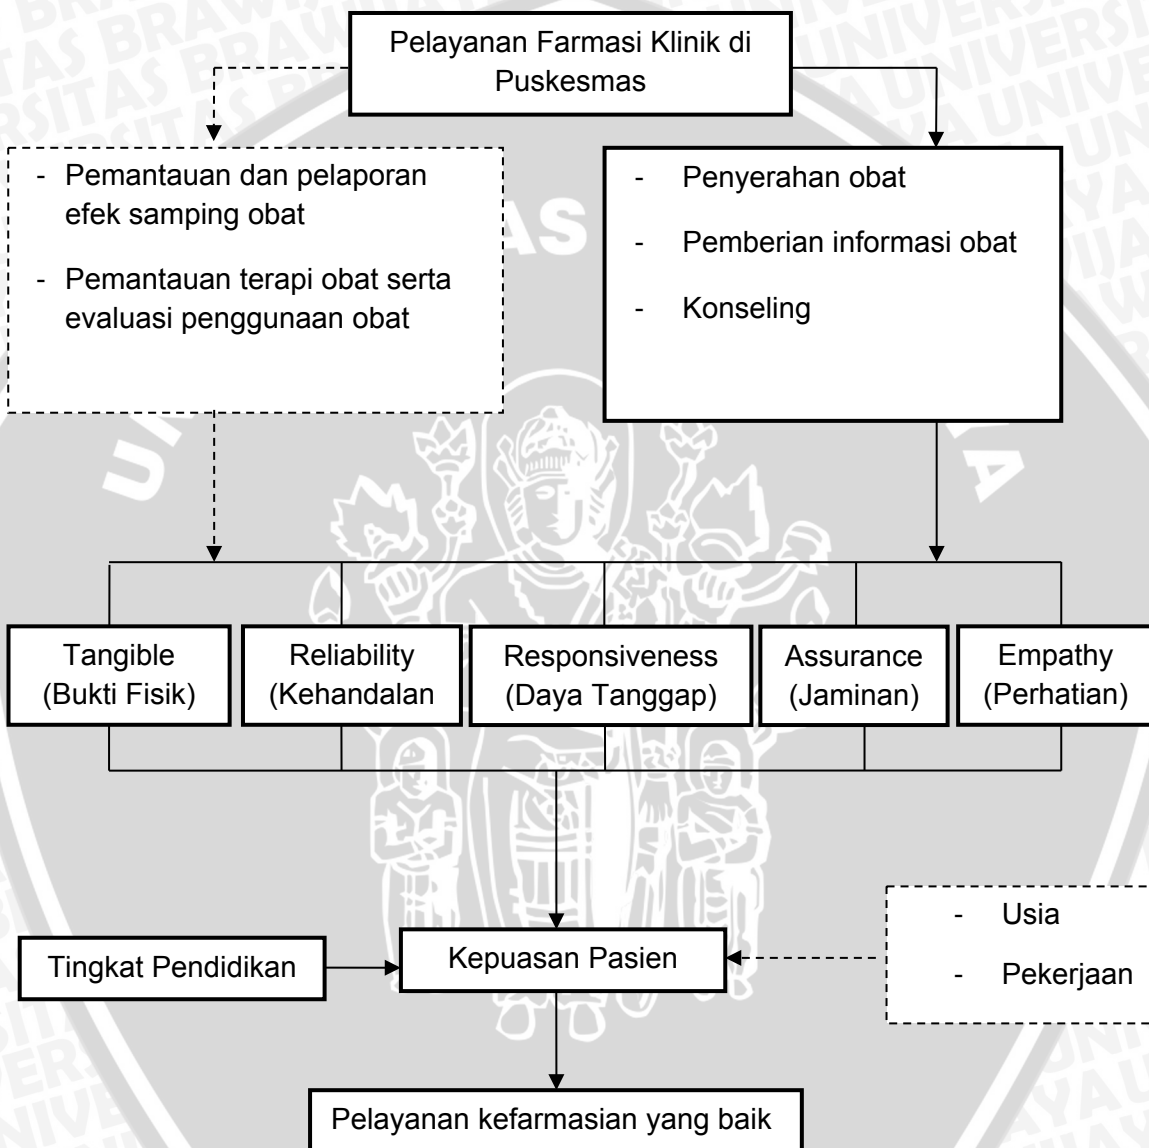 Pelayanan Farmasi Klinik di
Puskesmas
- Pemantauan dan pelaporan
efek samping obat
- Pemantauan terapi obat serta
evaluasi penggunaan obat
- Penyerahan obat
- Pemberian informasi obat
- Konseling
Tangible
(Bukti Fisik)
Reliability
(Kehandalan
Responsiveness
(Daya Tanggap)
Assurance
(Jaminan)
Empathy
(Perhatian)
- Usia
- Pekerjaan
Tingkat Pendidikan
Kepuasan Pasien
Pelayanan kefarmasian yang baik